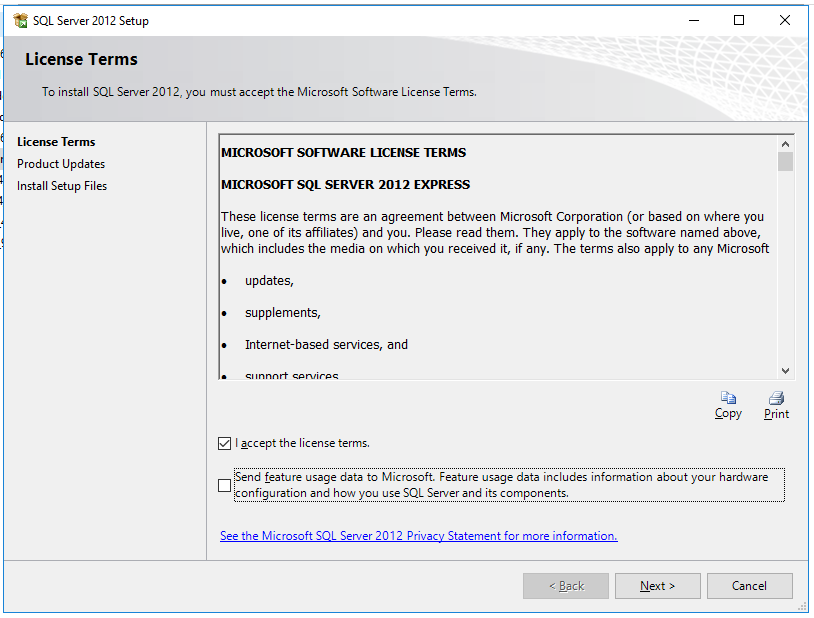 SQL Server 2012 Setup
License Terms
To install SQL Server 2012, you must accept the Microsoft Software License Terms.
License Terms
Product Updates
Install Setup Files
MICROSOFT SOFTWARE LICENSE TERMS
MICROSOFT SQL SERVER 2012 EXPRESS
These license terms are an agreement between Microsoft Corporation (or based on where you
live, one of its affiliates) and you. Please read them. They apply to the software named above,
which includes the media on which you received it, if any. The terms also apply to any Microsoft
• updates,
• supplements,
• Internet-based services, and
• support services
Copy
Print
I accept the license terms.
Send feature usage data to Microsoft. Feature usage data includes information about your hardware
configuration and how you use SQL Server and its components.
See the Microsoft SQL Server 2012 Privacy Statement for more information.
< Back
Next >
Cancel